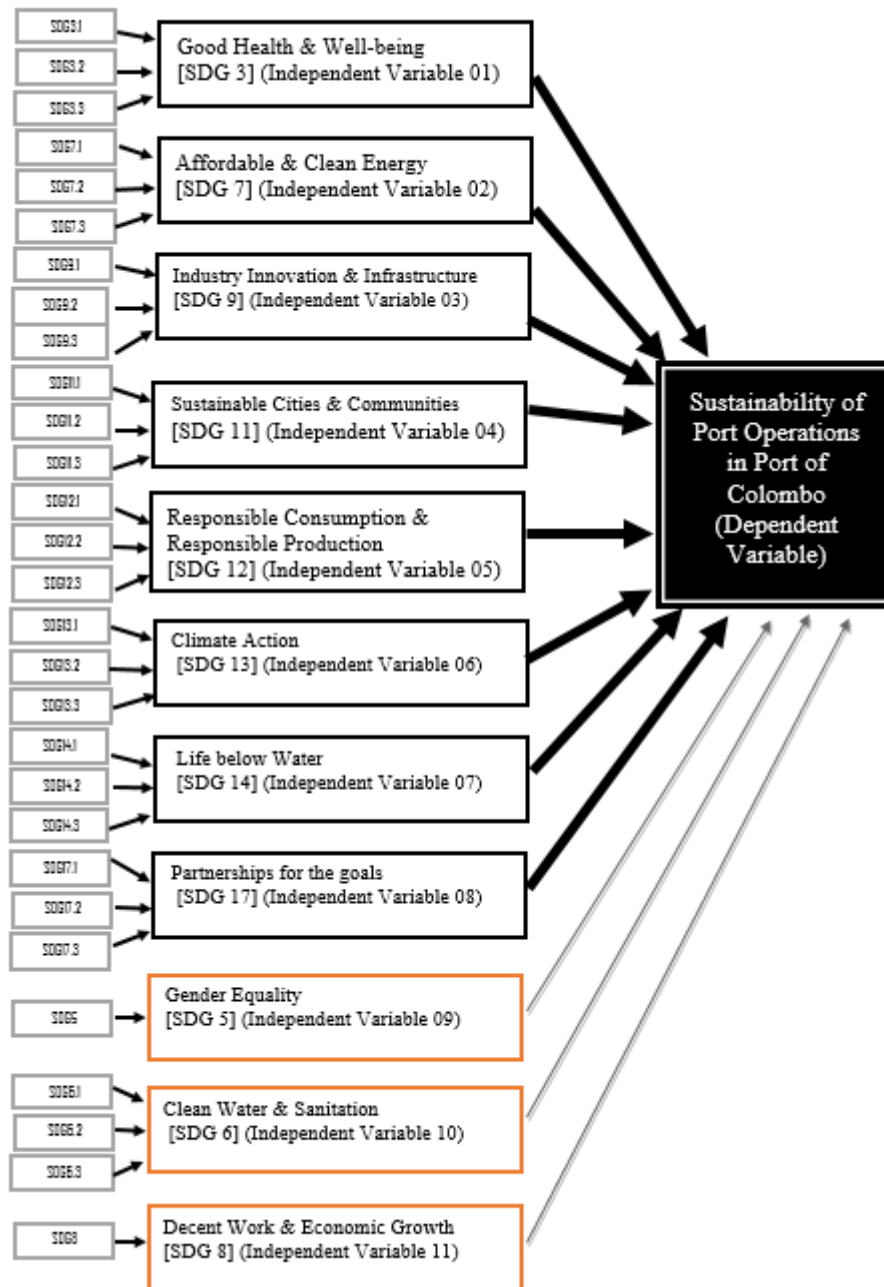 SDG3.1
SDG3.2
SDG3.3
Good Health & Well-being
[SDG 3] (Independent Variable 01)
SDG7.1
SDG7.2
SDG7.3
Affordable & Clean Energy
[SDG 7] (Independent Variable 02)
SDG9.1
SDG9.2
SDG9.3
Industry Innovation & Infrastructure
[SDG 9] (Independent Variable 03)
SDG11.1
SDG11.2
SDG11.3
Sustainable Cities & Communities
[SDG 11] (Independent Variable 04)
SDG12.1
SDG12.2
SDG12.3
Responsible Consumption &
Responsible Production
[SDG 12] (Independent Variable 05)
SDG13.1
SDG13.2
SDG13.3
Climate Action
[SDG 13] (Independent Variable 06)
SDG14.1
SDG14.2
SDG14.3
Life below Water
[SDG 14] (Independent Variable 07)
SDG17.1
SDG17.2
SDG17.3
Partnerships for the goals
[SDG 17] (Independent Variable 08)
SDG5
Gender Equality
[SDG 5] (Independent Variable 09)
SDG6.1
SDG6.2
SDG6.3
Clean Water & Sanitation
[SDG 6] (Independent Variable 10)
SDG8
Decent Work & Economic Growth
[SDG 8] (Independent Variable 11)
Sustainability of
Port Operations
in Port of
Colombo
(Dependent
Variable)